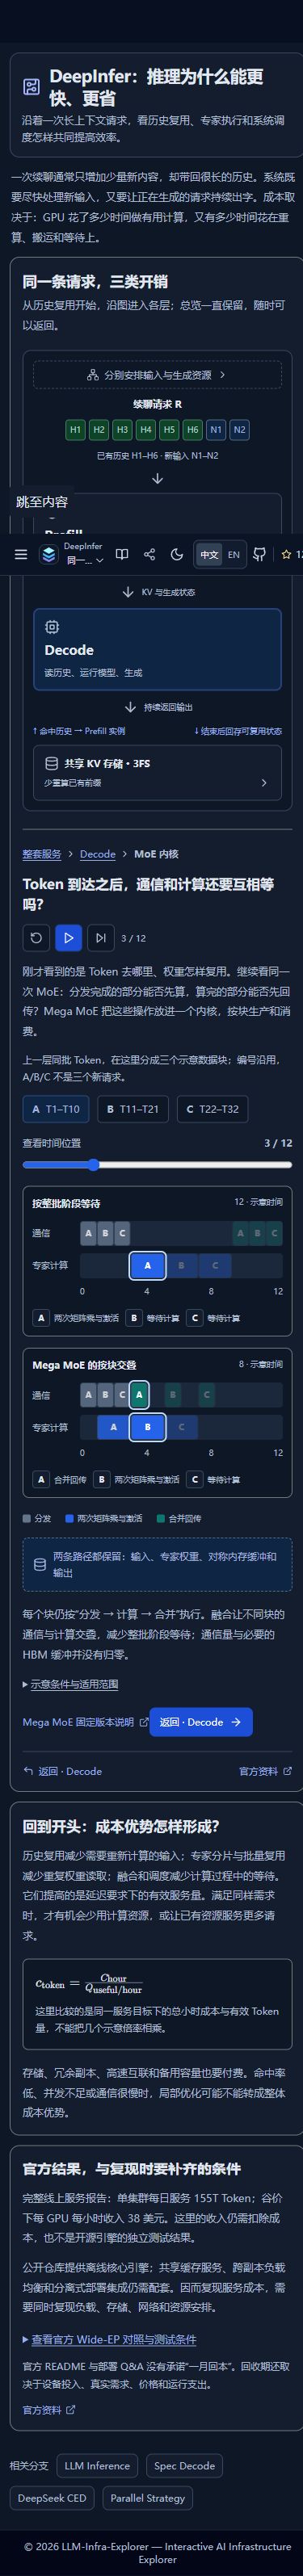 DeepInfer：推理为什么能更
快、更省
沿着一次长上下文请求，看历史复用、专家执行和系统调
度怎样共同提高效率。
一次续聊通常只增加少量新内容，却带回很长的历史。系统既
要尽快处理新输入，又要让正在生成的请求持续出字。成本取
决于：GPU 花了多少时间做有用计算，又有多少时间花在重
算、搬运和等待上。
同一条请求，三类开销
从历史复用开始，沿图进入各层；总览一直保留，随时可
以返回。
分别安排输入与生成资源
续聊请求 R
H1 H2 H3 H4 H5 H6 N1 N2
已有历史 H1–H6 · 新输入 N1–N2
跳至内容
DeepInfer
同一...
中文 EN
KV 与生成状态
Decode
读历史、运行模型、生成
持续返回输出
↑ 命中历史 → Prefill 实例
↓ 结束后回存可复用状态
共享 KV 存储 · 3FS
少重算已有前缀
整套服务 › Decode › MoE 内核
Token 到达之后，通信和计算还要互相等
吗？
3 / 12
刚才看到的是 Token 去哪里、权重怎样复用。继续看同一
次 MoE：分发完成的部分能否先算，算完的部分能否先回
传？Mega MoE 把这些操作放进一个内核，按块生产和消
费。
上一层同批 Token，在这里分成三个示意数据块；编号沿用，
A/B/C 不是三个新请求。
A T1–T10
B T11–T21
C T22–T32
查看时间位置
3 / 12
按整批阶段等待
12 · 示意时间
通信 A B C A B C
专家计算 A B C
0 4 8 12
A 两次矩阵乘与激活 B 等待计算 C 等待计算
Mega MoE 的按块交叠
8 · 示意时间
通信 A B C A B C
专家计算 A B C
0 4 8 12
A 合并回传 B 两次矩阵乘与激活 C 等待计算
分发 两次矩阵乘与激活 合并回传
两条路径都保留：输入、专家权重、对称内存缓冲和
输出
每个块仍按“分发 → 计算 → 合并”执行。融合让不同块的
通信与计算交叠，减少整批阶段等待；通信量与必要的
HBM 缓冲并没有归零。
示意条件与适用范围
Mega MoE 固定版本说明
返回 · Decode →
返回 · Decode
官方资料
回到开头：成本优势怎样形成？
历史复用减少需要重新计算的输入；专家分片与批量复用
减少重复权重读取；融合和调度减少计算过程中的等待。
它们提高的是延迟要求下的有效服务量。满足同样需求
时，才有机会少用计算资源，或让已有资源服务更多请
求。
c_token = C_hour / Q_useful/hour
这里比较的是同一服务目标下的总小时成本与有效 Token
量，不能把几个示意倍率相乘。
存储、冗余副本、高速互联和备用容量也要付费。命中率
低、并发不足或通信很慢时，局部优化可能不能转成整体
成本优势。
官方结果，与复现时要补齐的条件
完整线上服务报告：单集群每日服务 155T Token；谷价
下每 GPU 每小时收入 38 美元。这里的收入仍需扣除成
本，也不是开源引擎的独立测试结果。
公开仓库提供离线核心引擎；共享缓存服务、跨副本负载
均衡和分离式部署集成仍需配套。因而复现服务成本，需
要同时复现负载、存储、网络和资源安排。
查看官方 Wide-EP 对照与测试条件
官方 README 与部署 Q&A 没有承诺“一月回本”。回收期还取
决于设备投入、真实需求、价格和运行支出。
官方资料
相关分支 LLM Inference Spec Decode
DeepSeek CED Parallel Strategy
© 2026 LLM-Infra-Explorer — Interactive AI Infrastructure
Explorer